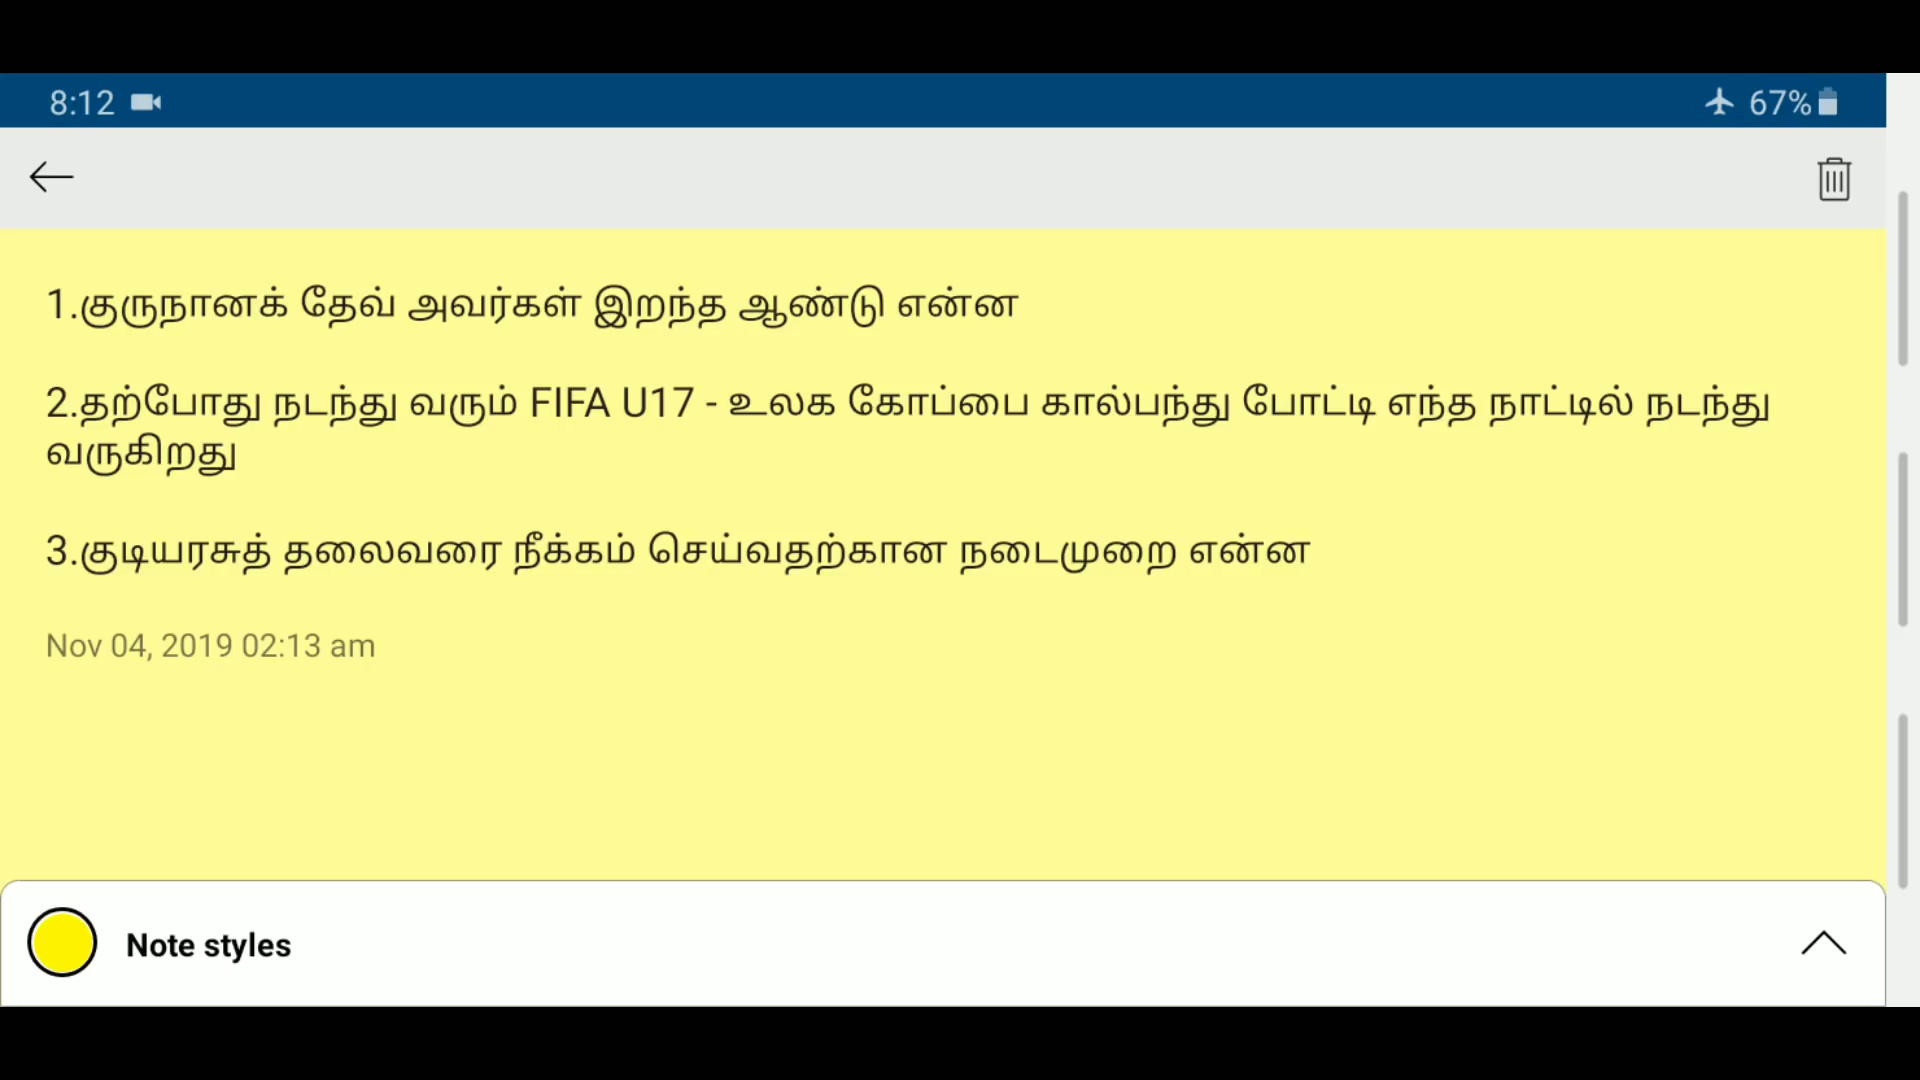 8:12
67%
1.குருநானக் தேவ் அவர்கள் இறந்த ஆண்டு என்ன
2.தற்போது நடந்து வரும் FIFA U17 - உலக கோப்பை கால்பந்து போட்டி எந்த நாட்டில் நடந்து
வருகிறது
3.குடியரசுத் தலைவரை நீக்கம் செய்வதற்கான நடைமுறை என்ன
Nov 04, 2019 02:13 am
Note styles